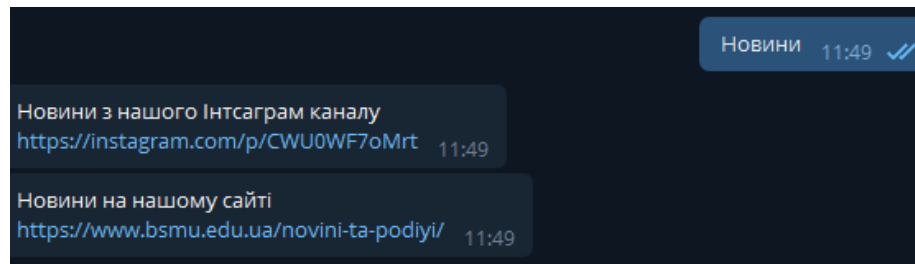 Новини 11:49
Новини з нашого Інтсаграм каналу
https://instagram.com/p/CWU0WF7oMrt 11:49
Новини на нашому сайті
https://www.bsmu.edu.ua/novini-ta-podiyi/ 11:49